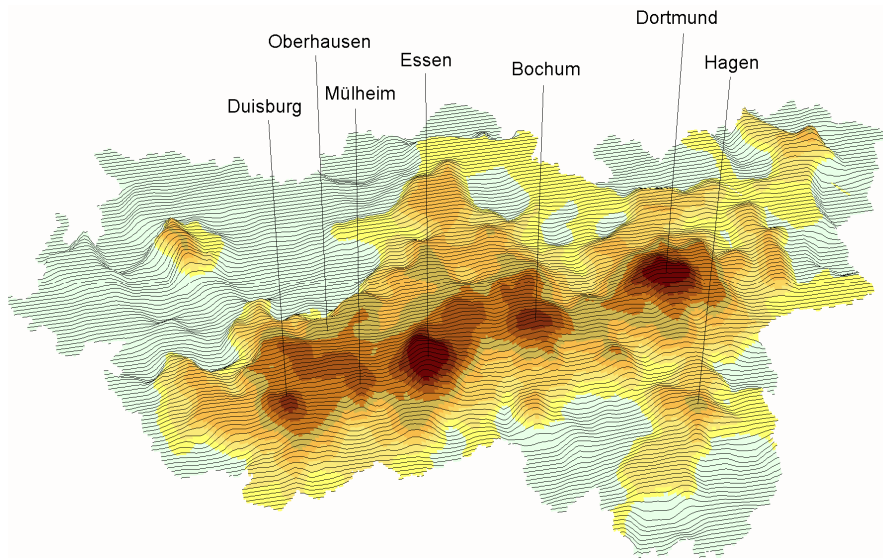 Dortmund
Oberhausen
Essen
Hagen
Bochum
Mülheim
Duisburg